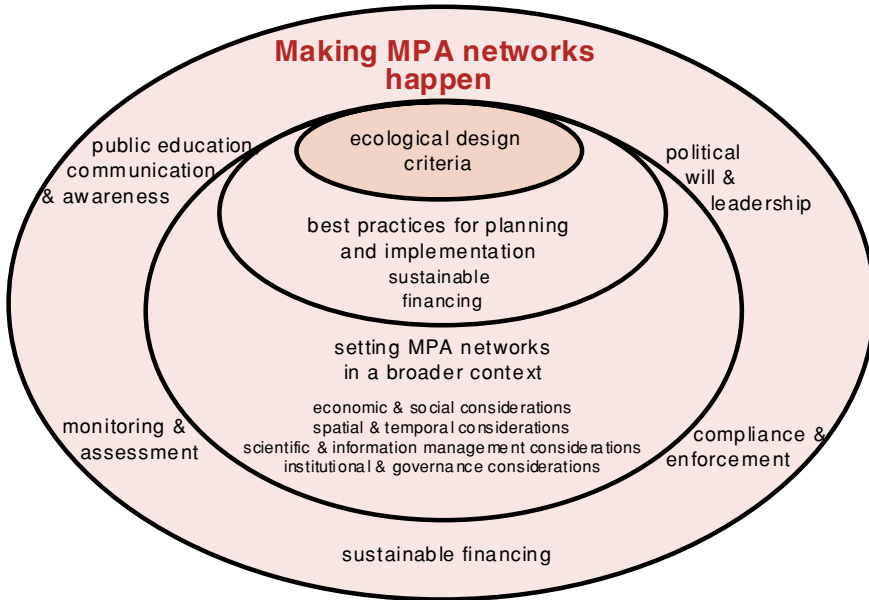 Making MPA networks
happen
ecological design
criteria
public education,
communication
& awareness
political
will &
leadership
best practices for planning
and implementation
sustainable
financing
setting MPA networks
in a broader context
economic & social considerations
spatial & temporal considerations
scientific & information management considerations
institutional & governance considerations
monitoring &
assessment
compliance &
enforcement
sustainable financing